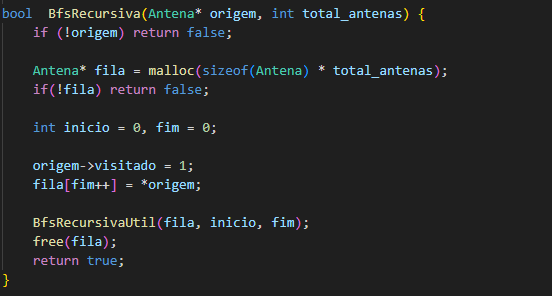 bool  BfsRecursiva(Antena* origem, int total_antenas) {
    if (!origem) return false;

    Antena* fila = malloc(sizeof(Antena) * total_antenas);
    if(!fila) return false;

    int inicio = 0, fim = 0;

    origem->visitado = 1;
    fila[fim++] = *origem;

    BfsRecursivaUtil(fila, inicio, fim);
    free(fila);
    return true;
}